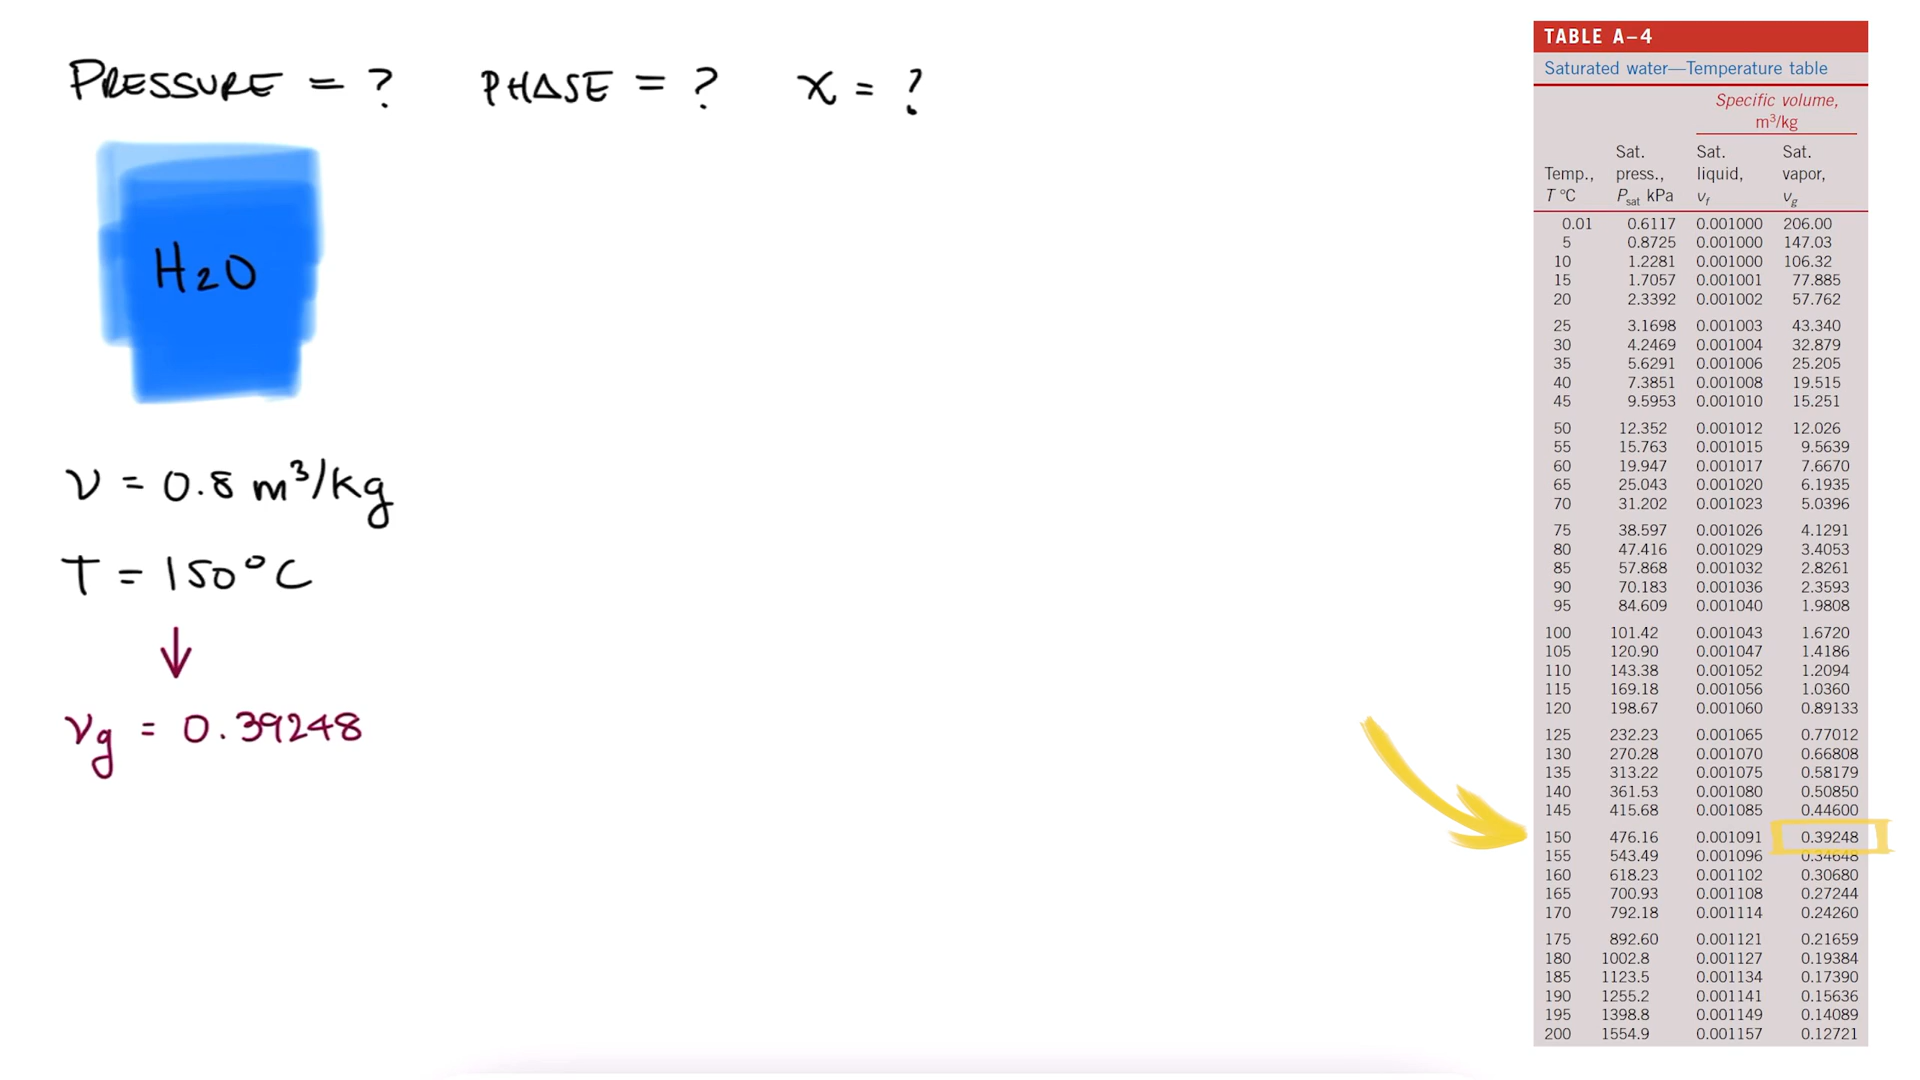 PRESSURE = ? PHASE = ? x = ?
H2O
ν = 0.8 m³/kg
T = 150°C
↓
νg = 0.39248
TABLE A–4
Saturated water—Temperature table
Specific volume,
m³/kg
Sat. Sat. Sat.
Temp., press., liquid, vapor,
T °C Psat kPa vf vg
0.01 0.6117 0.001000 206.00
5 0.8725 0.001000 147.03
10 1.2281 0.001000 106.32
15 1.7057 0.001001 77.885
20 2.3392 0.001002 57.762
25 3.1698 0.001003 43.340
30 4.2469 0.001004 32.879
35 5.6291 0.001006 25.205
40 7.3851 0.001008 19.515
45 9.5953 0.001010 15.251
50 12.352 0.001012 12.026
55 15.763 0.001015 9.5639
60 19.947 0.001017 7.6670
65 25.043 0.001020 6.1935
70 31.202 0.001023 5.0396
75 38.597 0.001026 4.1291
80 47.416 0.001029 3.4053
85 57.868 0.001032 2.8261
90 70.183 0.001036 2.3593
95 84.609 0.001040 1.9808
100 101.42 0.001043 1.6720
105 120.90 0.001047 1.4186
110 143.38 0.001052 1.2094
115 169.18 0.001056 1.0360
120 198.67 0.001060 0.89133
125 232.23 0.001065 0.77012
130 270.28 0.001070 0.66808
135 313.22 0.001075 0.58179
140 361.53 0.001080 0.50850
145 415.68 0.001085 0.44600
150 476.16 0.001091 0.39248
155 543.49 0.001096 0.34648
160 618.23 0.001102 0.30680
165 700.93 0.001108 0.27244
170 792.18 0.001114 0.24260
175 892.60 0.001121 0.21659
180 1002.8 0.001127 0.19384
185 1123.5 0.001134 0.17390
190 1255.2 0.001141 0.15636
195 1398.8 0.001149 0.14089
200 1554.9 0.001157 0.12721